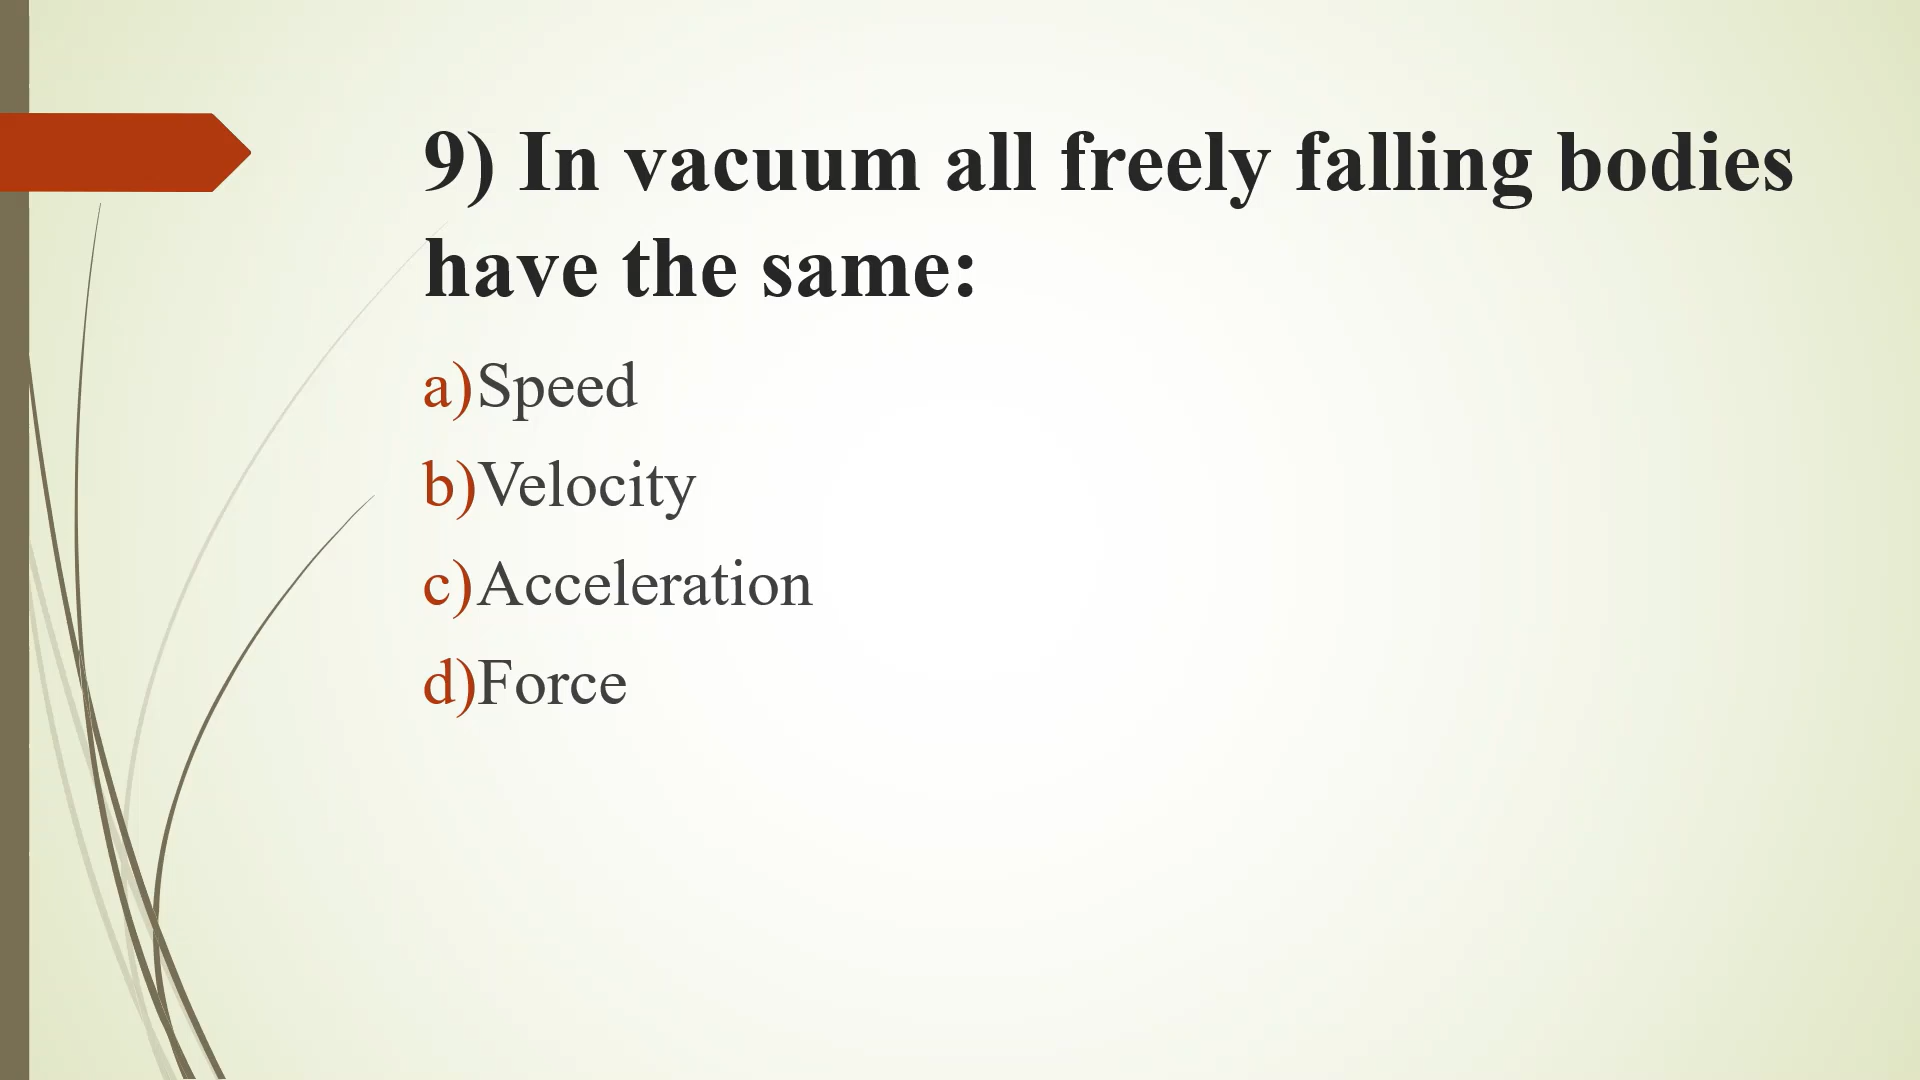 9) In vacuum all freely falling bodies
have the same:
a)Speed
b)Velocity
c)Acceleration
d)Force